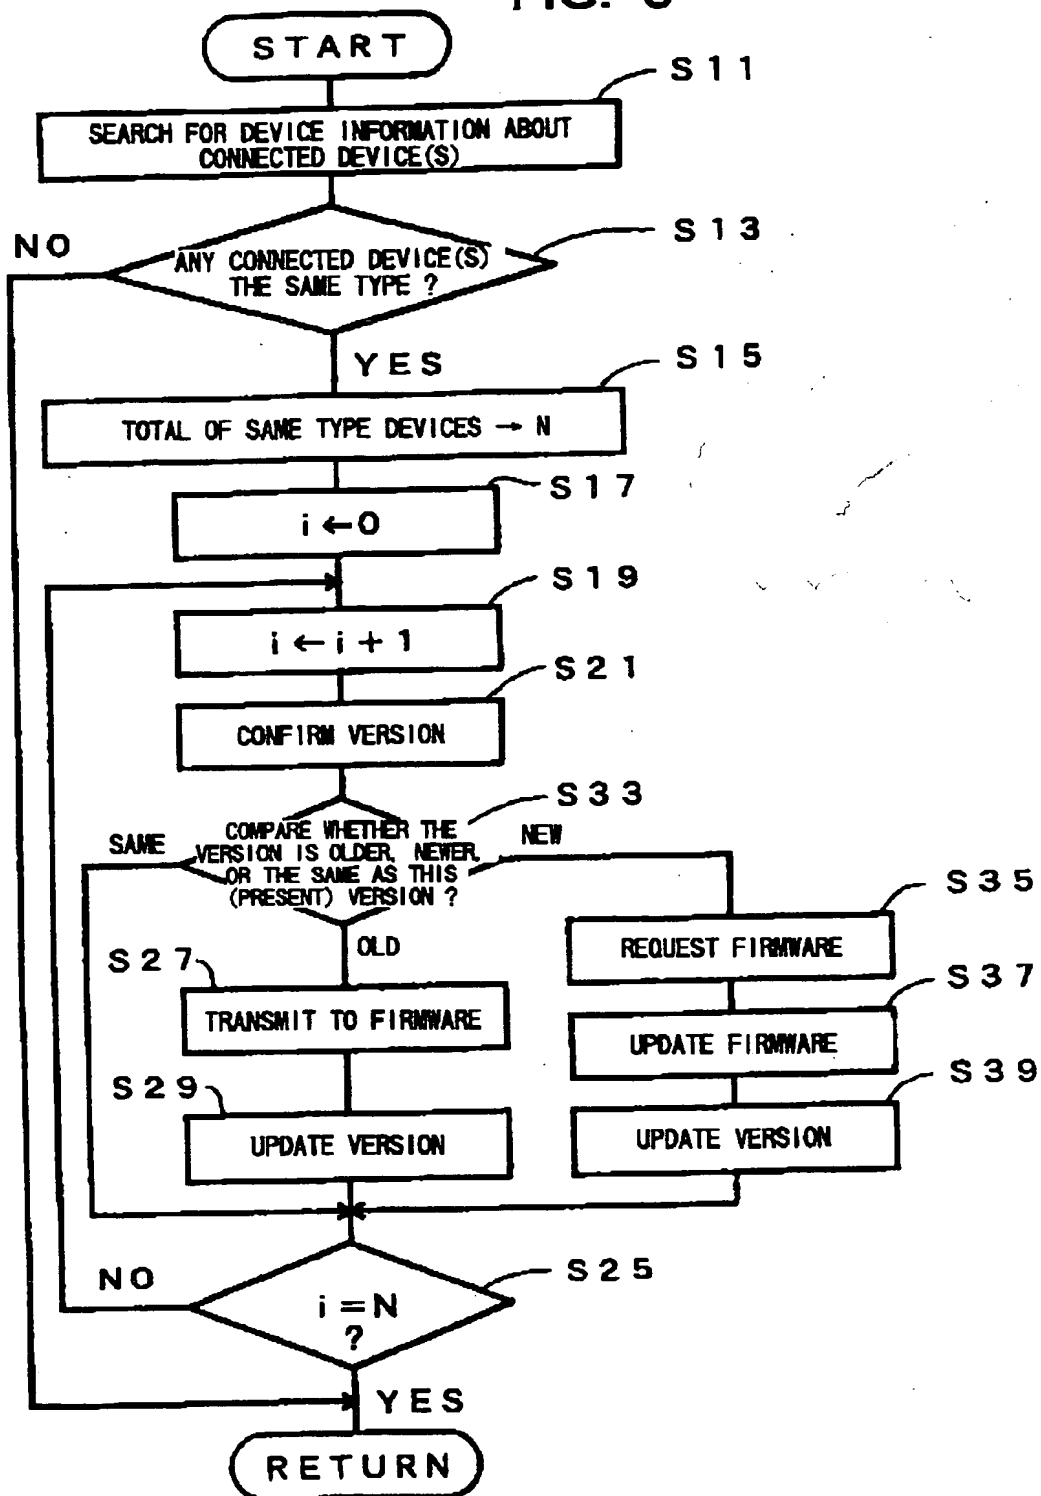 START
S11
SEARCH FOR DEVICE INFORMATION ABOUT
CONNECTED DEVICE(S)
S13
NO
ANY CONNECTED DEVICE(S)
THE SAME TYPE ?
YES
S15
TOTAL OF SAME TYPE DEVICES → N
S17
i ← 0
S19
i ← i + 1
S21
CONFIRM VERSION
S33
SAME
COMPARE WHETHER THE
VERSION IS OLDER, NEWER,
OR THE SAME AS THIS
(PRESENT) VERSION ?
NEW
OLD
S35
REQUEST FIRMWARE
S27
TRANSMIT TO FIRMWARE
S37
UPDATE FIRMWARE
S29
UPDATE VERSION
S39
UPDATE VERSION
S25
NO
i = N
?
YES
RETURN